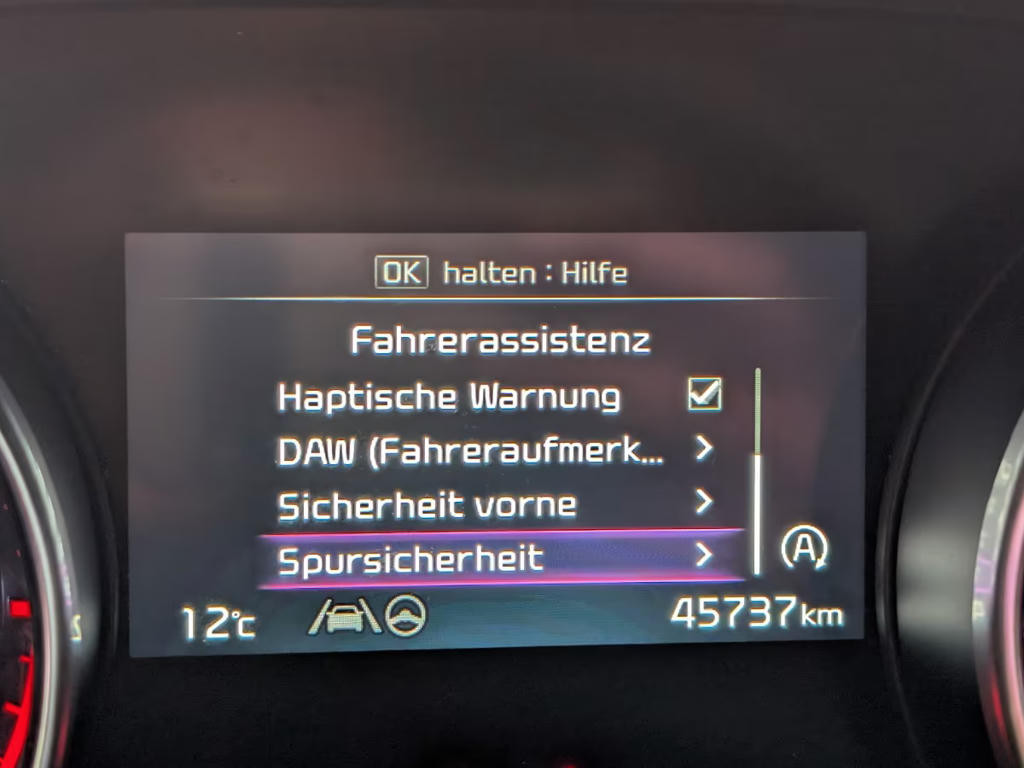 OK halten : Hilfe
Fahrerassistenz
Haptische Warnung
DAW (Fahreraufmerk...
Sicherheit vorne
Spursicherheit
A
12°c
45737km